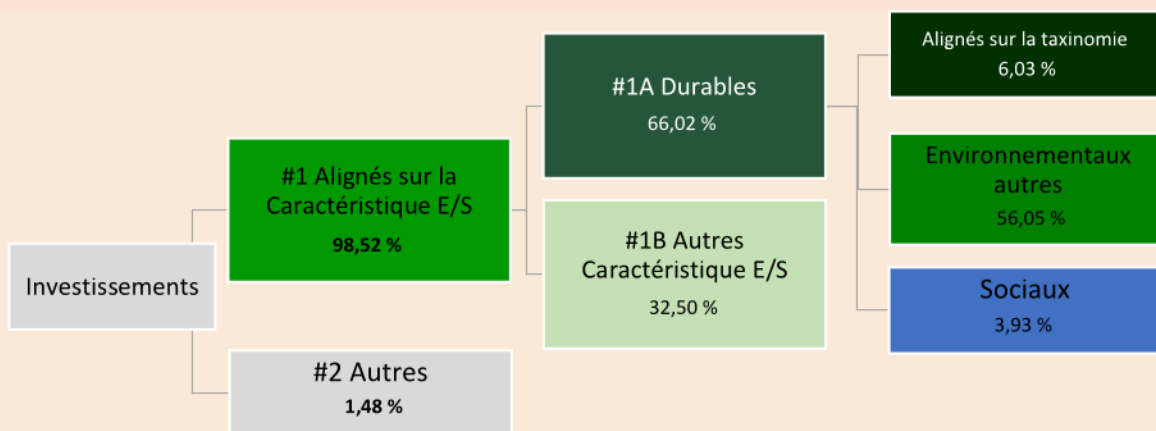 Investissements
#1 Alignés sur la
Caractéristique E/S
98,52 %
#2 Autres
1,48 %
#1A Durables
66,02 %
#1B Autres
Caractéristique E/S
32,50 %
Alignés sur la taxinomie
6,03 %
Environnementaux
autres
56,05 %
Sociaux
3,93 %